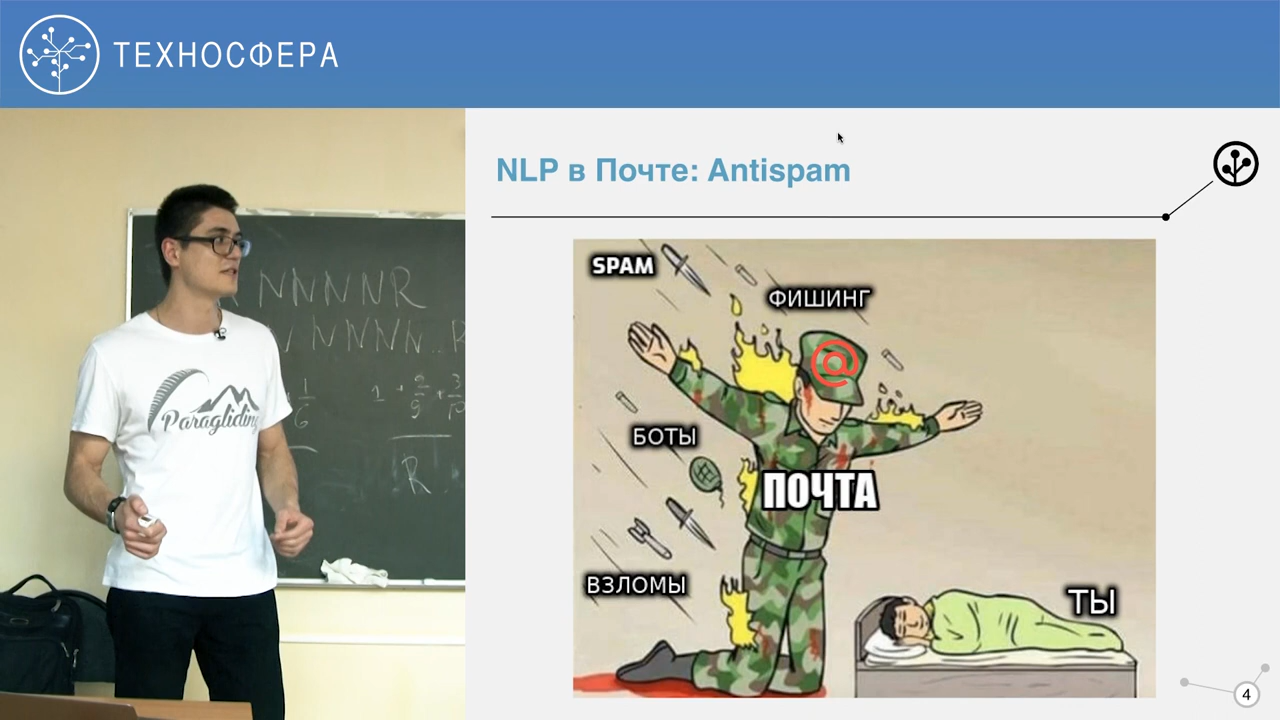 ТЕХНОСФЕРА
NLP в Почте: Antispam
SPAM
ФИШИНГ
@
БОТЫ
ПОЧТА
ВЗЛОМЫ
ТЫ
4
Paragliding
N N N N R
N N N N .. R
R